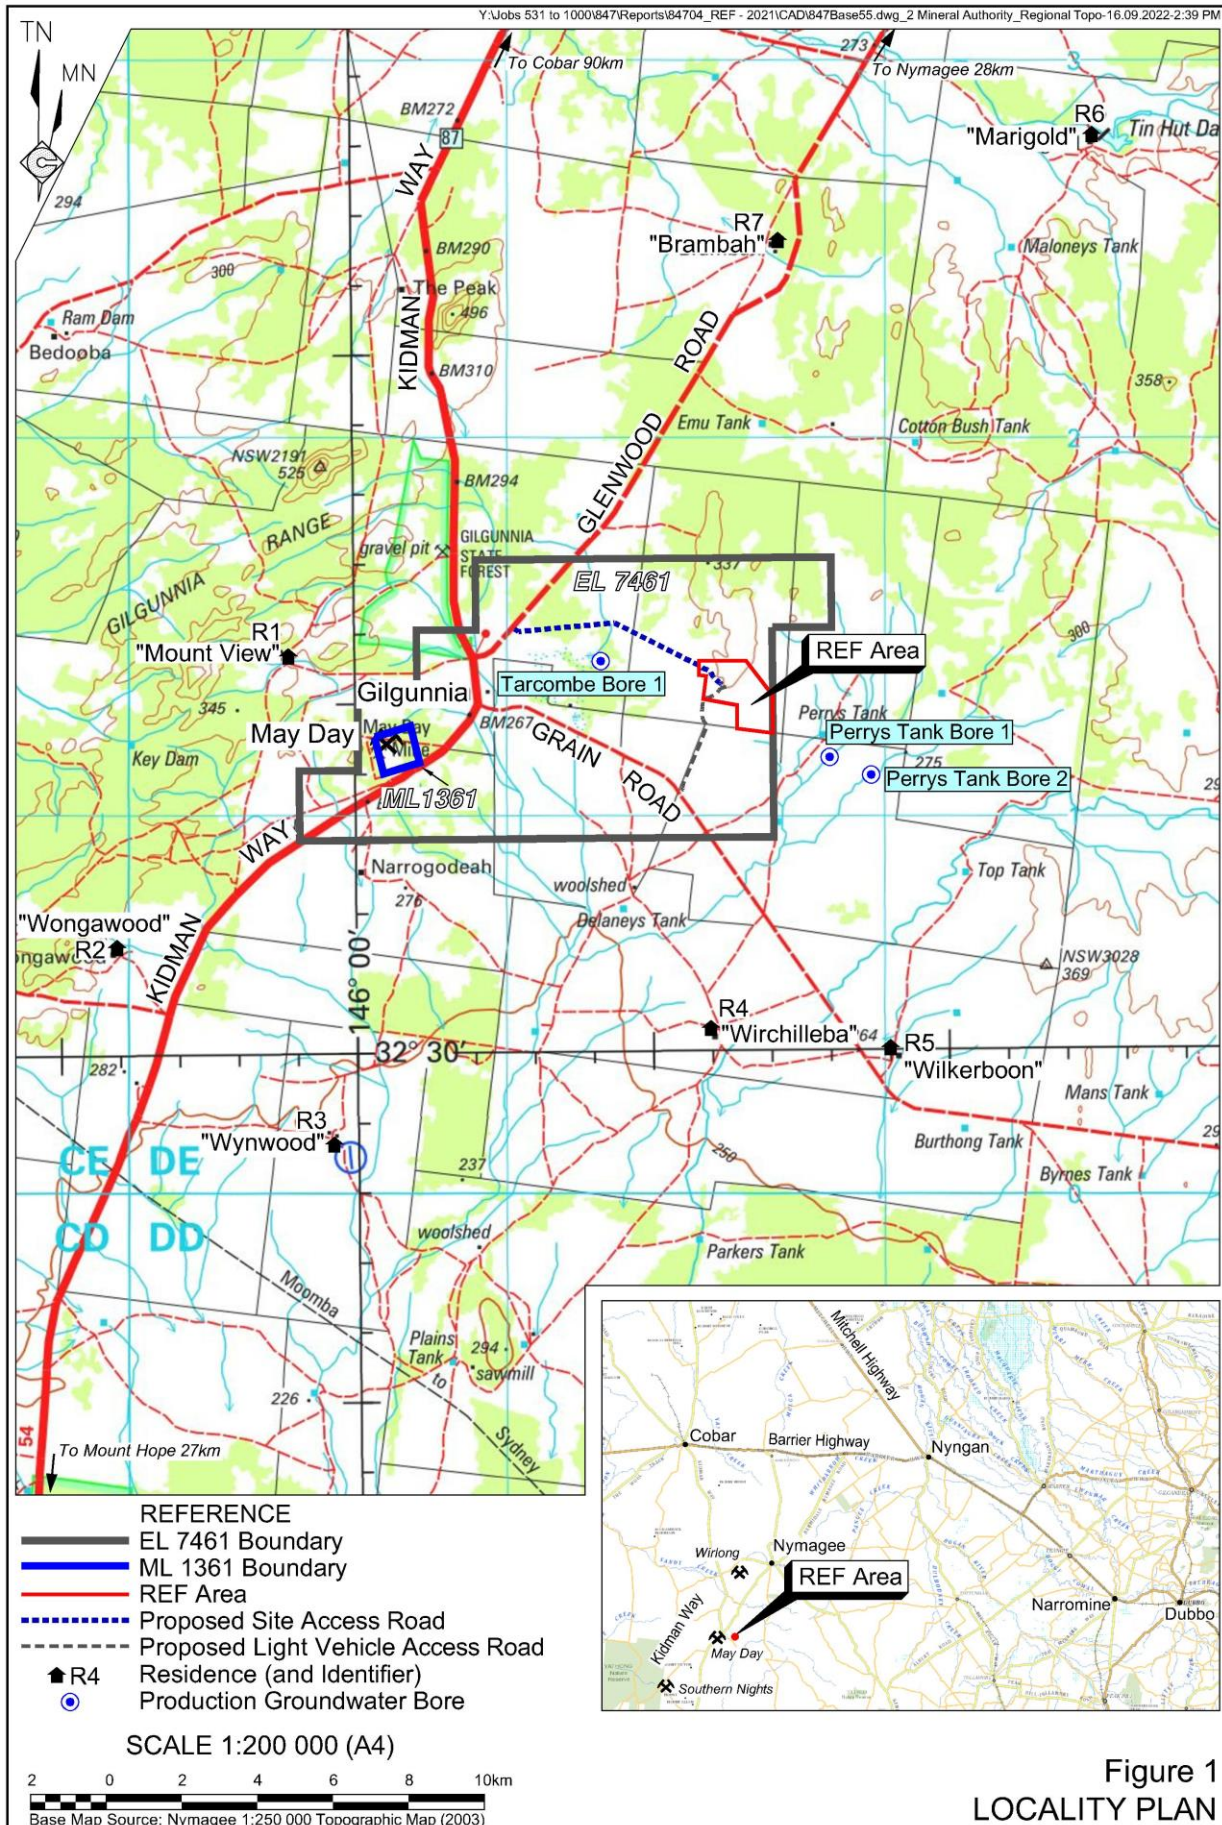 Y:\Jobs 531 to 1000\847\Reports\84704_REF - 2021\CAD\847Base55.dwg_2 Mineral Authority_Regional Topo-16.09.2022-2:39 PM
TN
MN
To Cobar 90km
273
To Nymagee 28km
3
BM272
87
R6
"Marigold"
Tin Hut Da
WAY
294
R7
"Brambah"
BM290
Maloneys Tank
300
The Peak
496
Ram Dam
Bedooba
KIDMAN
ROAD
BM310
358
GLENWOOD
Emu Tank
Cotton Bush Tank
2
NSW2191
525
BM294
RANGE
gravel pit
GILGUNNIA
STATE
FOREST
EL 7461
337
GILGUNNIA
300
R1
"Mount View"
REF Area
Gilgunnia
Tarcombe Bore 1
345
May Day
May Day
Mine
BM267
GRAIN
ROAD
Perrys Tank
Perrys Tank Bore 1
275
Perrys Tank Bore 2
Key Dam
ML1361
29
WAY
Narrogodeah
276
woolshed
Delaneys Tank
Top Tank
"Wongawood"
R2
ongawood
KIDMAN
146° 00'
NSW3028
369
R4
"Wirchilleba"
64
32° 30'
R5
"Wilkerboon"
282
Mans Tank
R3
"Wynwood"
Burthong Tank
29
250
CE
DE
237
Byrnes Tank
0
CD
DD
woolshed
Parkers Tank
Moomba
Plains
Tank
294
sawmill
to
226
Sydney
54
To Mount Hope 27km
Mitchell Highway
Cobar
Barrier Highway
Nyngan
Wirlong
Nymagee
REF Area
Kidman Way
May Day
Narromine
Dubbo
Southern Nights
REFERENCE
EL 7461 Boundary
ML 1361 Boundary
REF Area
Proposed Site Access Road
Proposed Light Vehicle Access Road
R4 Residence (and Identifier)
Production Groundwater Bore
SCALE 1:200 000 (A4)
2 0 2 4 6 8 10km
Base Map Source: Nymagee 1:250 000 Topographic Map (2003)
Figure 1
LOCALITY PLAN